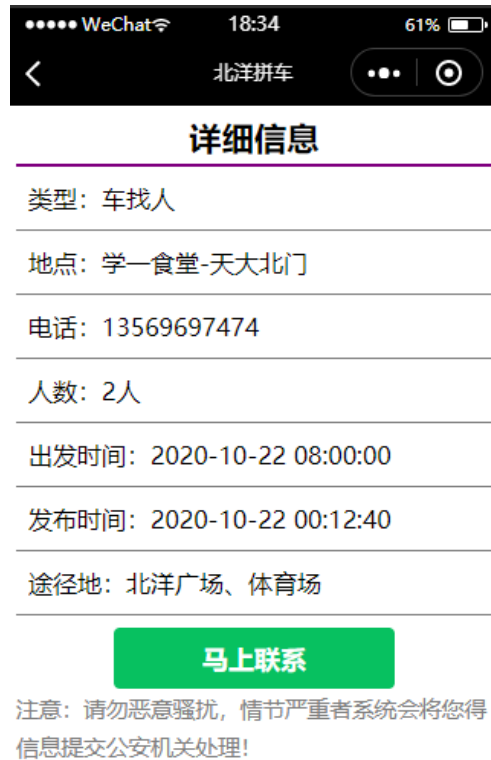 WeChat 18:34 61%
北洋拼车
详细信息
类型：车找人
地点：学一食堂-天大北门
电话：13569697474
人数：2人
出发时间：2020-10-22 08:00:00
发布时间：2020-10-22 00:12:40
途径地：北洋广场、体育场
马上联系
注意：请勿恶意骚扰，情节严重者系统会将您得
信息提交公安机关处理！